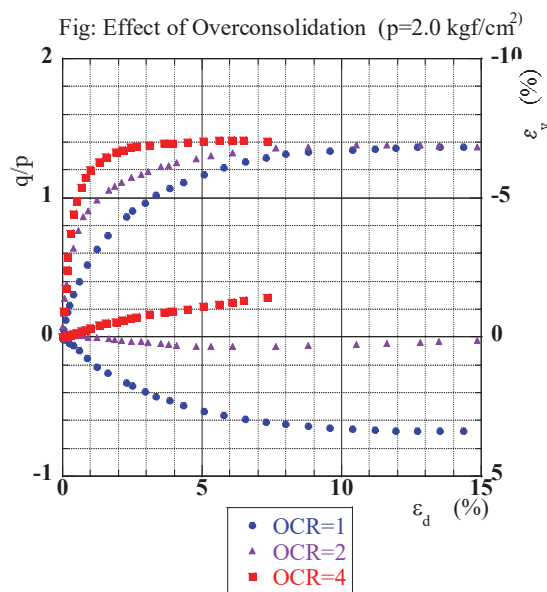 Fig: Effect of Overconsolidation (p=2.0 kgf/cm²)
2
-10
q/p
εᵥ (%)
1
-5
0
0
-1
5
0
5
10
15
ε_d (%)
OCR=1
OCR=2
OCR=4